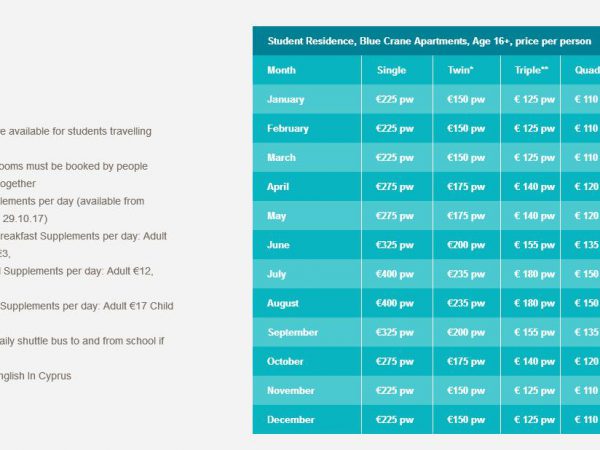 e available for students travelling
ooms must be booked by people
ogether
lements per day (available from
29.10.17)
reakfast Supplements per day: Adult
€3,
Supplements per day: Adult €12,
Supplements per day: Adult €17 Child
aily shuttle bus to and from school if
nglish In Cyprus
Student Residence, Blue Crane Apartments, Age 16+, price per person
Month Single Twin* Triple** Quad
January €225 pw €150 pw € 125 pw € 110
February €225 pw €150 pw € 125 pw € 110
March €225 pw €150 pw € 125 pw € 110
April €275 pw €175 pw € 140 pw € 120
May €275 pw €175 pw € 140 pw € 120
June €325 pw €200 pw € 155 pw € 135
July €400 pw €235 pw € 180 pw € 150
August €400 pw €235 pw € 180 pw € 150
September €325 pw €200 pw € 155 pw € 135
October €275 pw €175 pw € 140 pw € 120
November €225 pw €150 pw € 125 pw € 110
December €225 pw €150 pw € 125 pw € 110